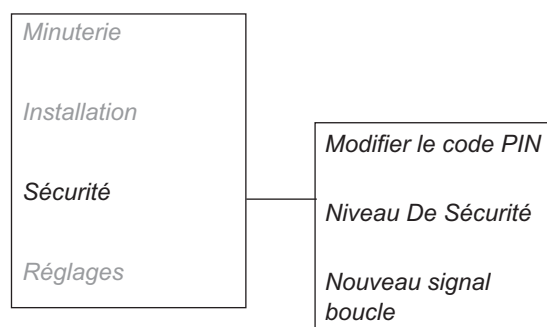 Minuterie
Installation
Sécurité
Réglages
Modifier le code PIN
Niveau De Sécurité
Nouveau signal
boucle